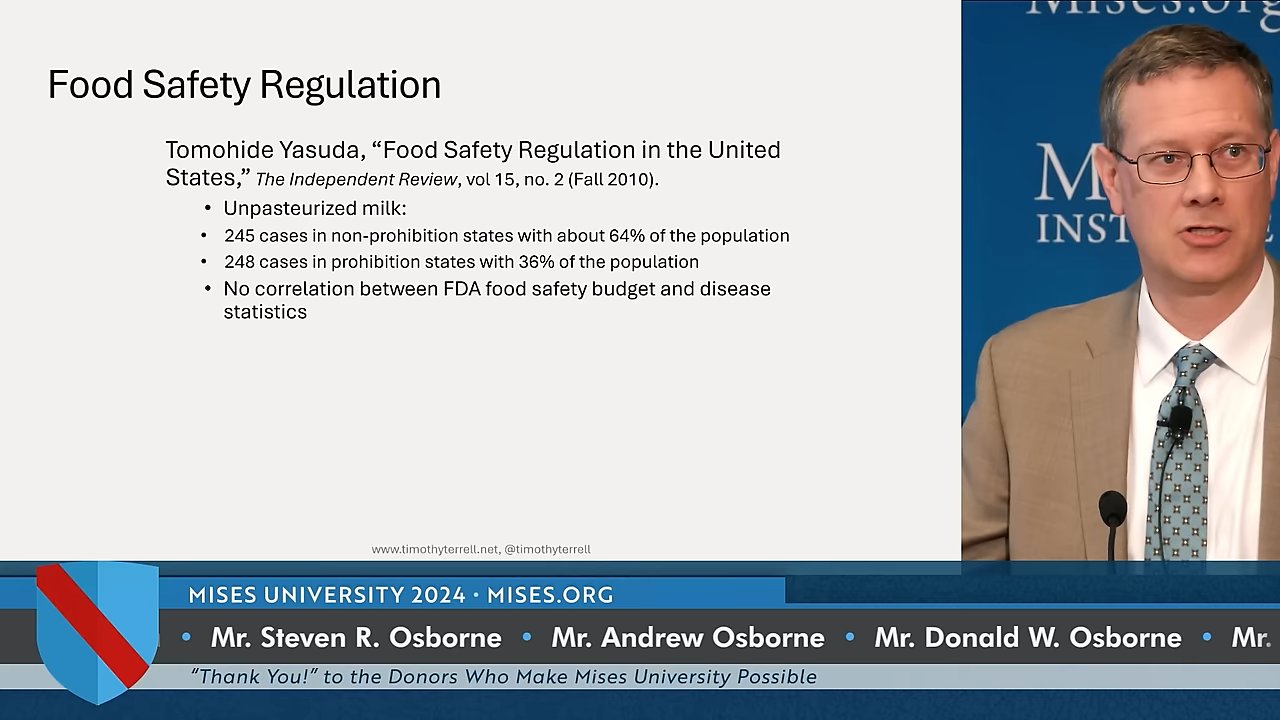 Food Safety Regulation
Tomohide Yasuda, “Food Safety Regulation in the United
States,” The Independent Review, vol 15, no. 2 (Fall 2010).
• Unpasteurized milk:
• 245 cases in non-prohibition states with about 64% of the population
• 248 cases in prohibition states with 36% of the population
• No correlation between FDA food safety budget and disease
statistics
www.timothyterrell.net, @timothyterrell
Mises.org
M
INST
MISES UNIVERSITY 2024 • MISES.ORG
• Mr. Steven R. Osborne • Mr. Andrew Osborne • Mr. Donald W. Osborne • Mr.
“Thank You!” to the Donors Who Make Mises University Possible